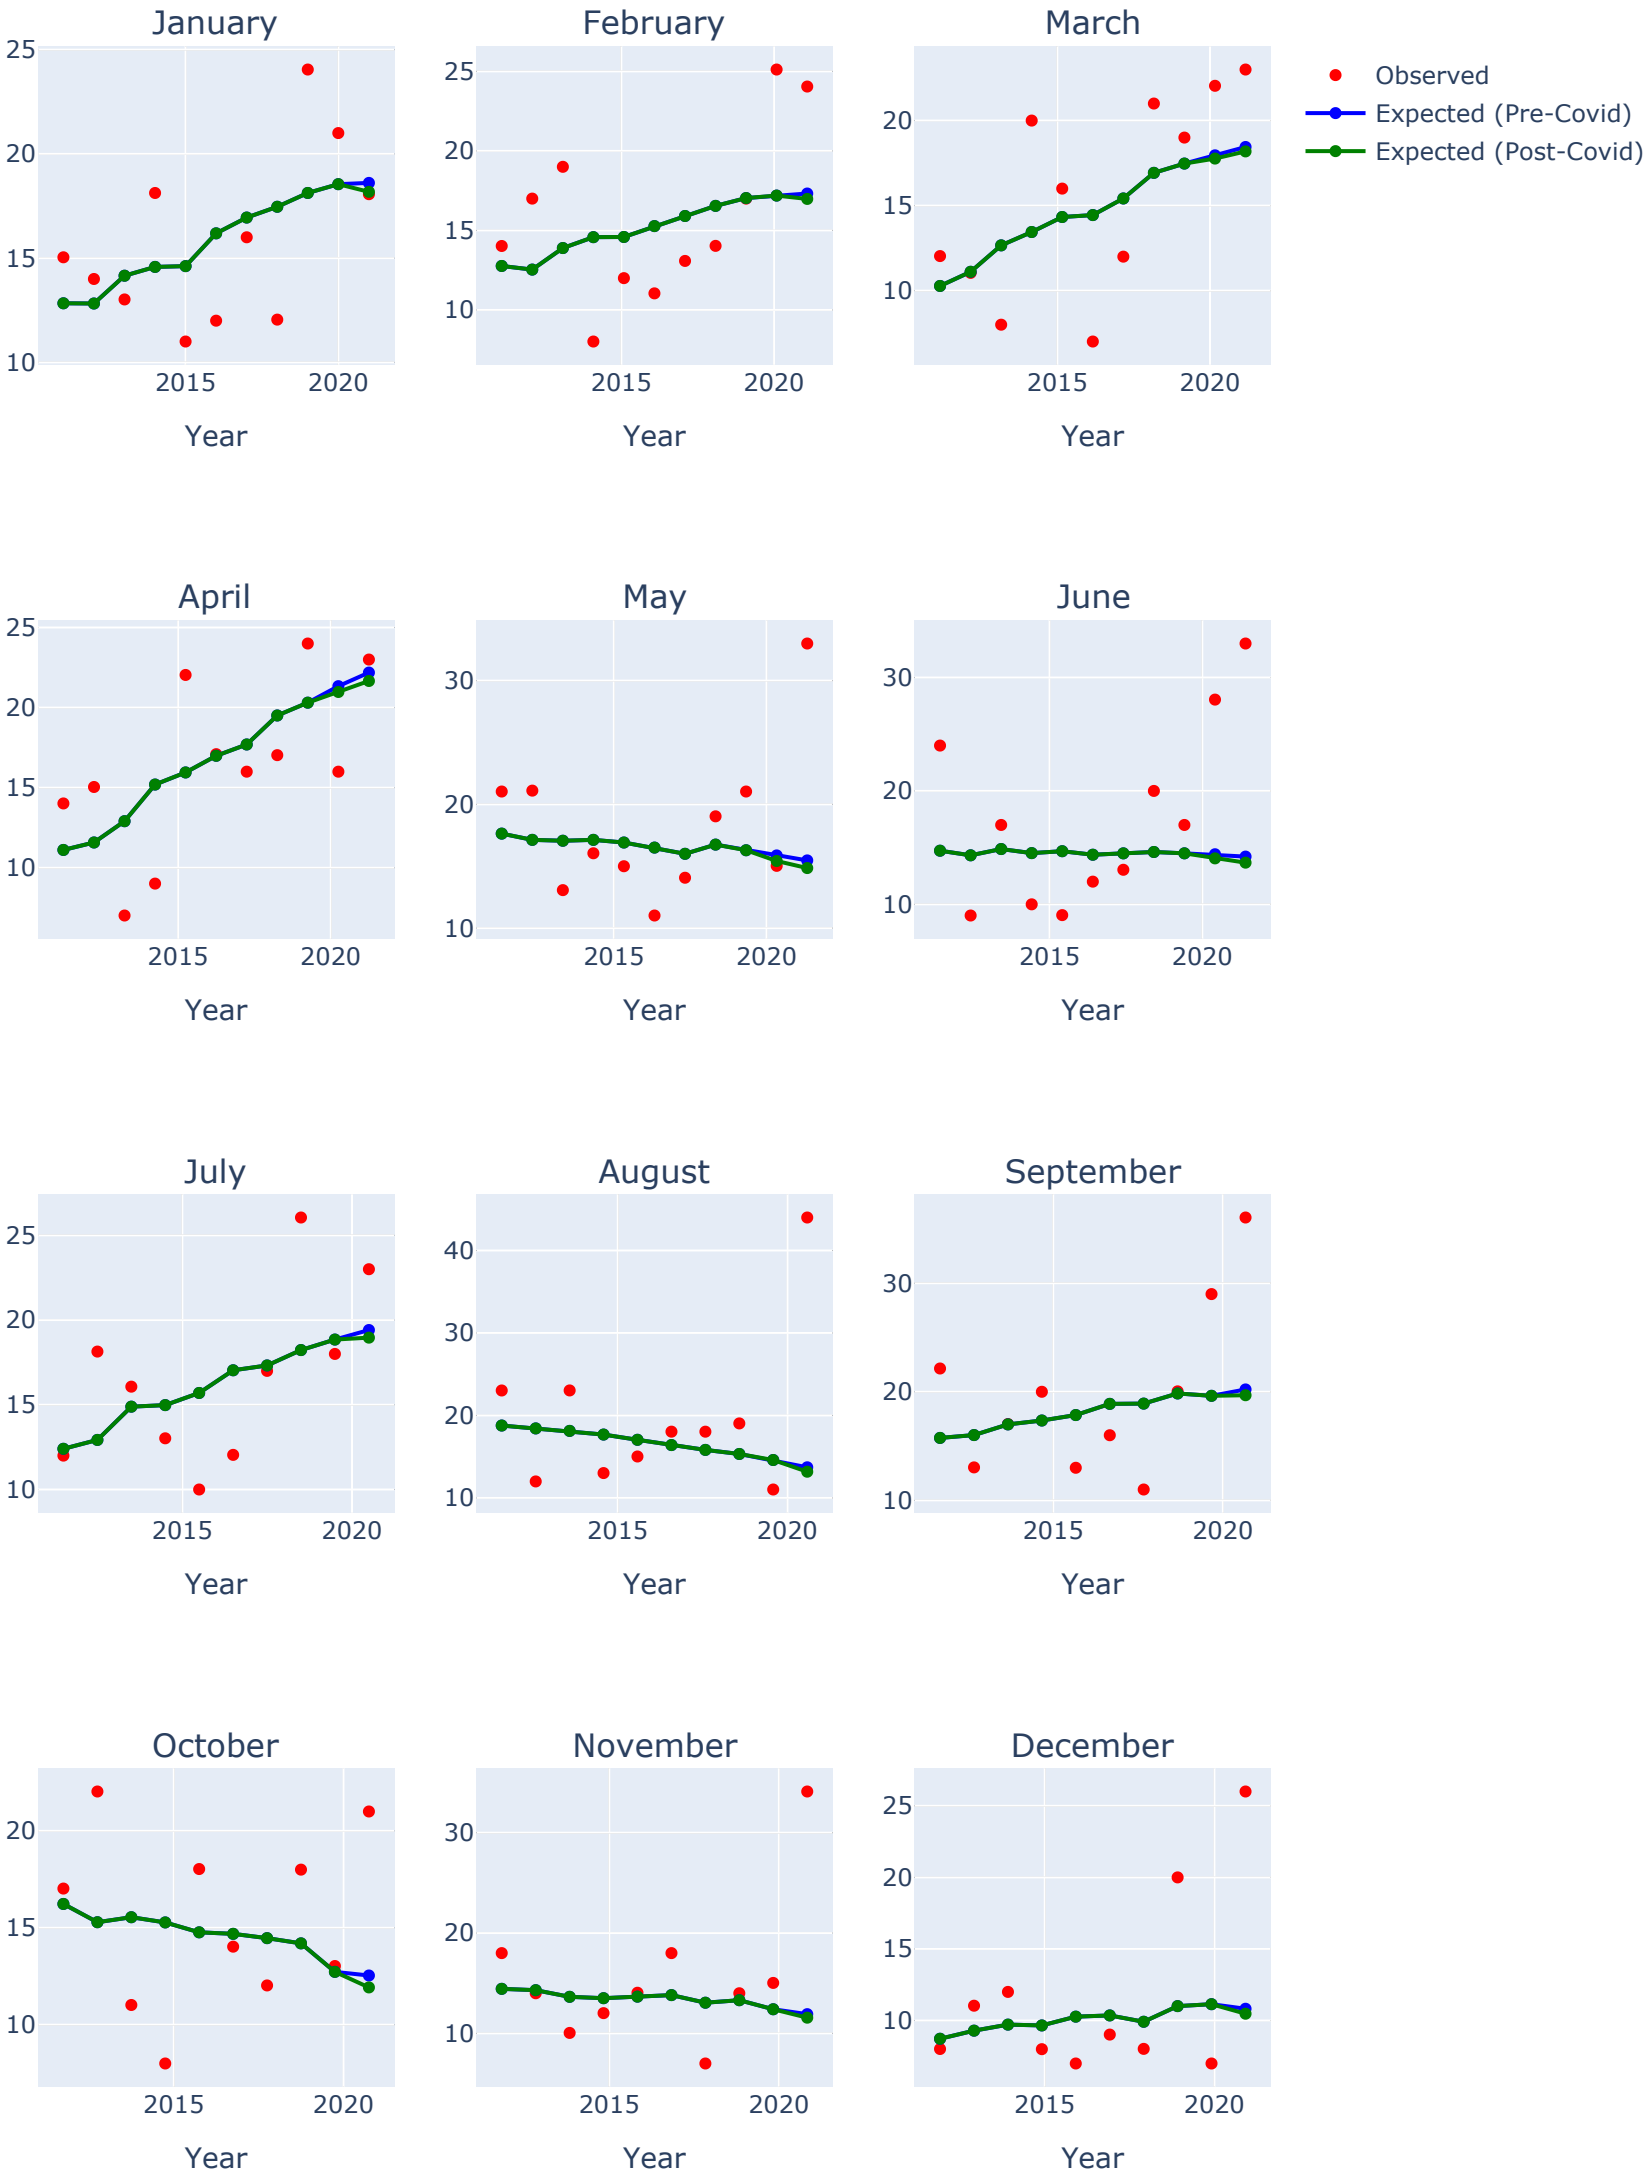 January
February
March
25
20
15
10
2015
2020
Year
25
20
15
10
2015
2020
Year
20
15
10
2015
2020
Year
Observed
Expected (Pre-Covid)
Expected (Post-Covid)
April
May
June
25
20
15
10
2015
2020
Year
30
20
10
2015
2020
Year
30
20
10
2015
2020
Year
July
August
September
25
20
15
10
2015
2020
Year
40
30
20
10
2015
2020
Year
30
20
10
2015
2020
Year
October
November
December
20
15
10
2015
2020
Year
30
20
10
2015
2020
Year
25
20
15
10
2015
2020
Year